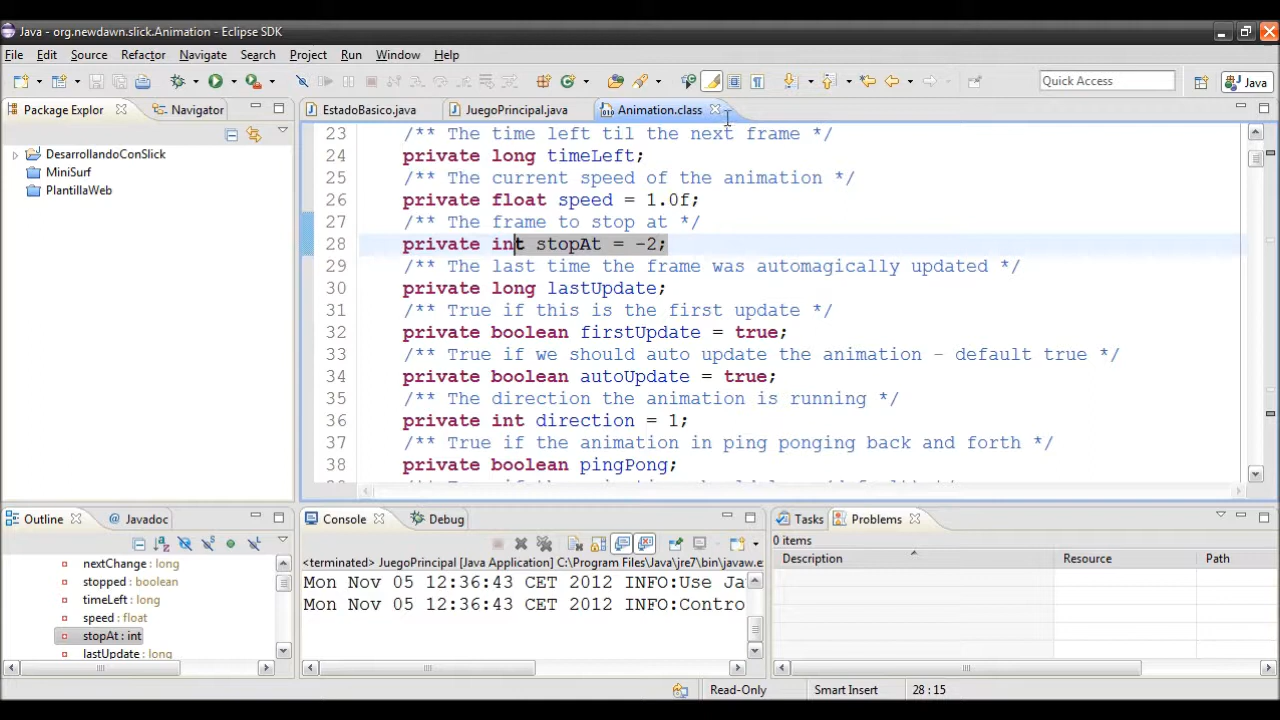 Java - org.newdawn.slick.Animation - Eclipse SDK
File Edit Source Refactor Navigate Search Project Run Window Help
Quick Access Java
Package Explor Navigator EstadoBasico.java JuegoPrincipal.java Animation.class
DesarrollandoConSlick
MiniSurf
PlantillaWeb
23 /** The time left til the next frame */
24 private long timeLeft;
25 /** The current speed of the animation */
26 private float speed = 1.0f;
27 /** The frame to stop at */
28 private int stopAt = -2;
29 /** The last time the frame was automagically updated */
30 private long lastUpdate;
31 /** True if this is the first update */
32 private boolean firstUpdate = true;
33 /** True if we should auto update the animation - default true */
34 private boolean autoUpdate = true;
35 /** The direction the animation is running */
36 private int direction = 1;
37 /** True if the animation in ping ponging back and forth */
38 private boolean pingPong;
Outline Javadoc
nextChange : long
stopped : boolean
timeLeft : long
speed : float
stopAt : int
lastUpdate : long
Console Debug
<terminated> JuegoPrincipal [Java Application] C:\Program Files\Java\jre7\bin\javaw.e
Mon Nov 05 12:36:43 CET 2012 INFO:Use Ja
Mon Nov 05 12:36:43 CET 2012 INFO:Contro
Tasks Problems
0 items
Description Resource Path
Read-Only Smart Insert 28 : 15